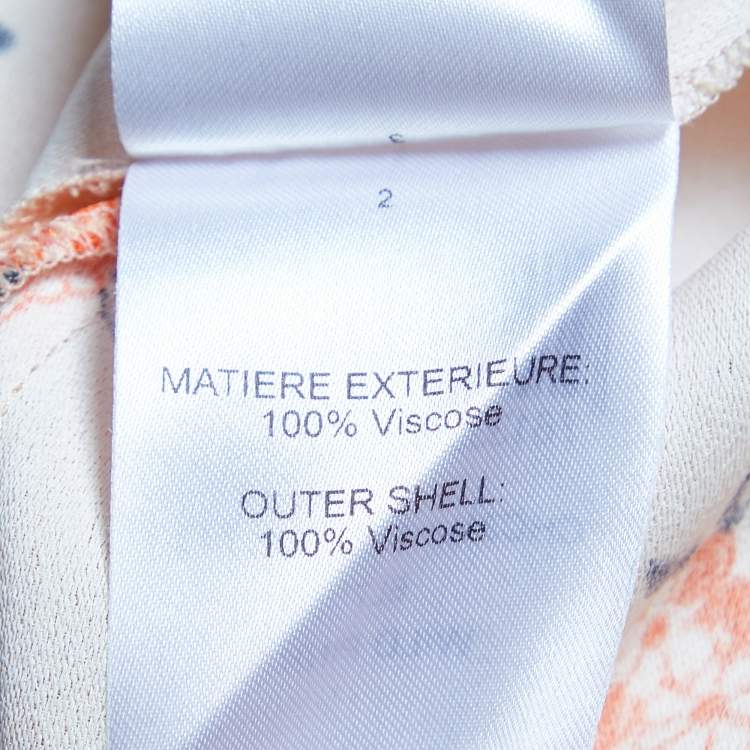 2
MATIERE EXTERIEURE:
100% Viscose
OUTER SHELL:
100% Viscose